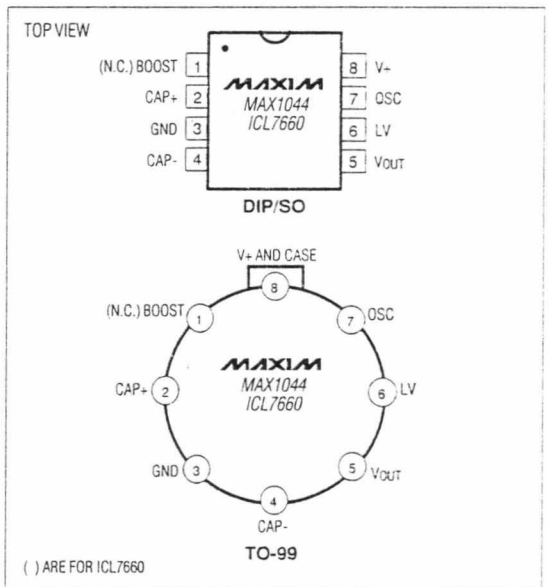 TOP VIEW
(N.C.) BOOST 1
CAP+ 2
GND 3
CAP- 4
MAXIM
MAX1044
ICL7660
8 V+
7 OSC
6 LV
5 VOUT
DIP/SO
V+ AND CASE
8
(N.C.) BOOST 1
7 OSC
MAXIM
MAX1044
ICL7660
CAP+ 2
6 LV
GND 3
5 VOUT
4
CAP-
TO-99
( ) ARE FOR ICL7660